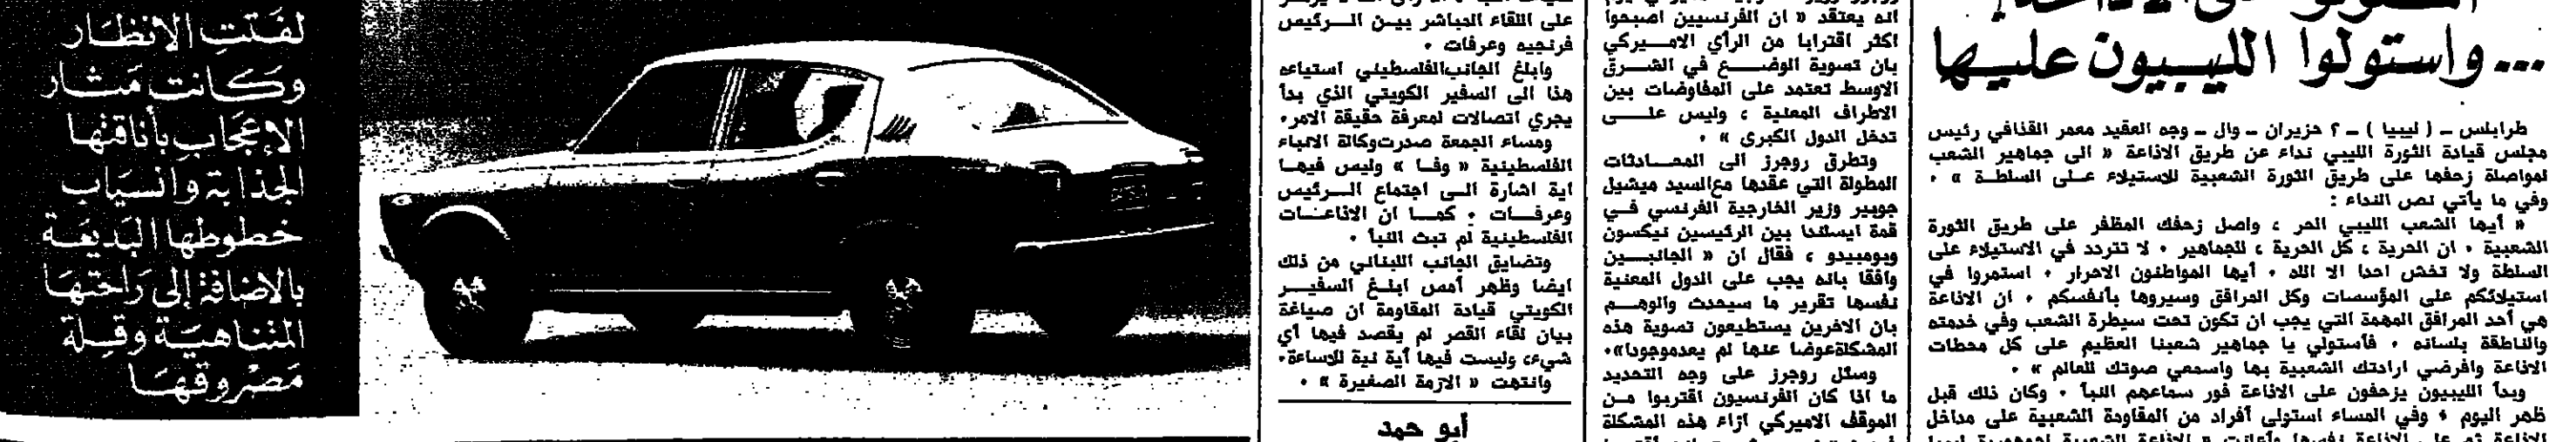 ...واستولوا الليبيون عليها
طرابلس ـ ( ليبيا ) ـ ٢ حزيران ـ وال ـ وجه العقيد معمر القذافي رئيس
مجلس قيادة الثورة الليبي نداء عن طريق الاذاعة « الى جماهير الشعب
لمواصلة زحفها على طريق الثورة الشعبية للاستيلاء على السلطة » .
وفي ما يأتي نص النداء :
« أيها الشعب الليبي الحر ، واصل زحفك المظفر على طريق الثورة
الشعبية . ان الحرية ، كل الحرية ، للجماهير . لا تتردد في الاستيلاء على
السلطة ولا تخش احدا الا الله . أيها المواطنون الاحرار . استمروا في
استيلائكم على المؤسسات وكل المرافق وسيروها بأنفسكم . ان الاذاعة
هي أحد المرافق المهمة التي يجب ان تكون تحت سيطرة الشعب وفي خدمته
والناطقة بلسانه . فأستولي يا جماهير شعبنا العظيم على كل محطات
الاذاعة وافرضي ارادتك الشعبية بها واسمعي صوتك للعالم » .
وبدأ الليبيون يزحفون على الاذاعة فور سماعهم النبأ . وكان ذلك قبل
ظهر اليوم . وفي المساء استولى أفراد من المقاومة الشعبية على مداخل
انه يعتقد « ان الفرنسيين اصبحوا
اكثر اقترابا من الرأي الاميركي
بان تسوية الوضع في الشرق
الاوسط تعتمد على المفاوضات بين
الاطراف المعنية ، وليس على
تدخل الدول الكبرى » .
وتطرق روجرز الى المحادثات
المطولة التي عقدها مع السيد ميشيل
جوبير وزير الخارجية الفرنسي في
قمة ايسلندا بين الرئيسين نيكسون
وبومبيدو ، فقال ان « الجانبين
وافقا بانه يجب على الدول المعنية
نفسها تقرير ما سيحدث والوهم
بان الاخرين يستطيعون تسوية هذه
المشكلة عوضا عنها لم يعد موجودا».
وسئل روجرز على وجه التحديد
ما اذا كان الفرنسيون اقتربوا من
الموقف الاميركي ازاء هذه المشكلة
على اللقاء المباشر بين الرئيس
فرنجيه وعرفات .
وابلغ الجانب الفلسطيني استياءه
هذا الى السفير الكويتي الذي بدأ
يجري اتصالات لمعرفة حقيقة الامر.
ومساء الجمعة صدرت وكالة الانباء
الفلسطينية « وفا » وليس فيها
اية اشارة الى اجتماع الرئيس
وعرفات . كما ان الاذاعات
الفلسطينية لم تبث النبأ .
وتضايق الجانب اللبناني من ذلك
ايضا وظهر أمس ابلغ السفير
الكويتي قيادة المقاومة ان صياغة
بيان لقاء القصر لم يقصد فيها أي
شيء، وليست فيها أية نية للاساءة.
وانتهت « الازمة الصغيرة » .
أبو حمد
لفتت الانظار
وكانت مثار
الإعجاب بأناقتها
الجذابة وانسياب
خطوطها البديعة
بالاضافة إلى راحتها
المتناهية وقلة
مصروفها